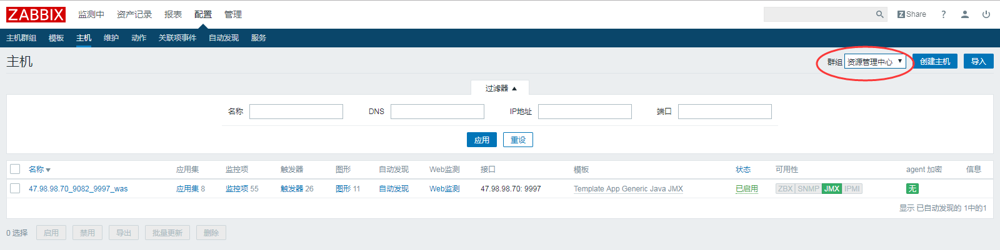 ZABBIX 监测中 资产记录 报表 配置 管理 Z Share ?
主机群组 模板 主机 维护 动作 关联项事件 自动发现 服务
主机 群组 资源管理中心 ▼ 创建主机 导入
过滤器 ▲
名称 DNS IP地址 端口
应用 重设
名称 ▼ 应用集 监控项 触发器 图形 自动发现 Web监测 接口 模板 状态 可用性 agent 加密 信息
47.98.98.70_9082_9997_was 应用集 8 监控项 55 触发器 26 图形 11 自动发现 Web监测 47.98.98.70: 9997 Template App Generic Java JMX 已启用 ZBX SNMP JMX IPMI 无
显示 已自动发现的 1中的1
0 选择 启用 禁用 导出 批量更新 删除